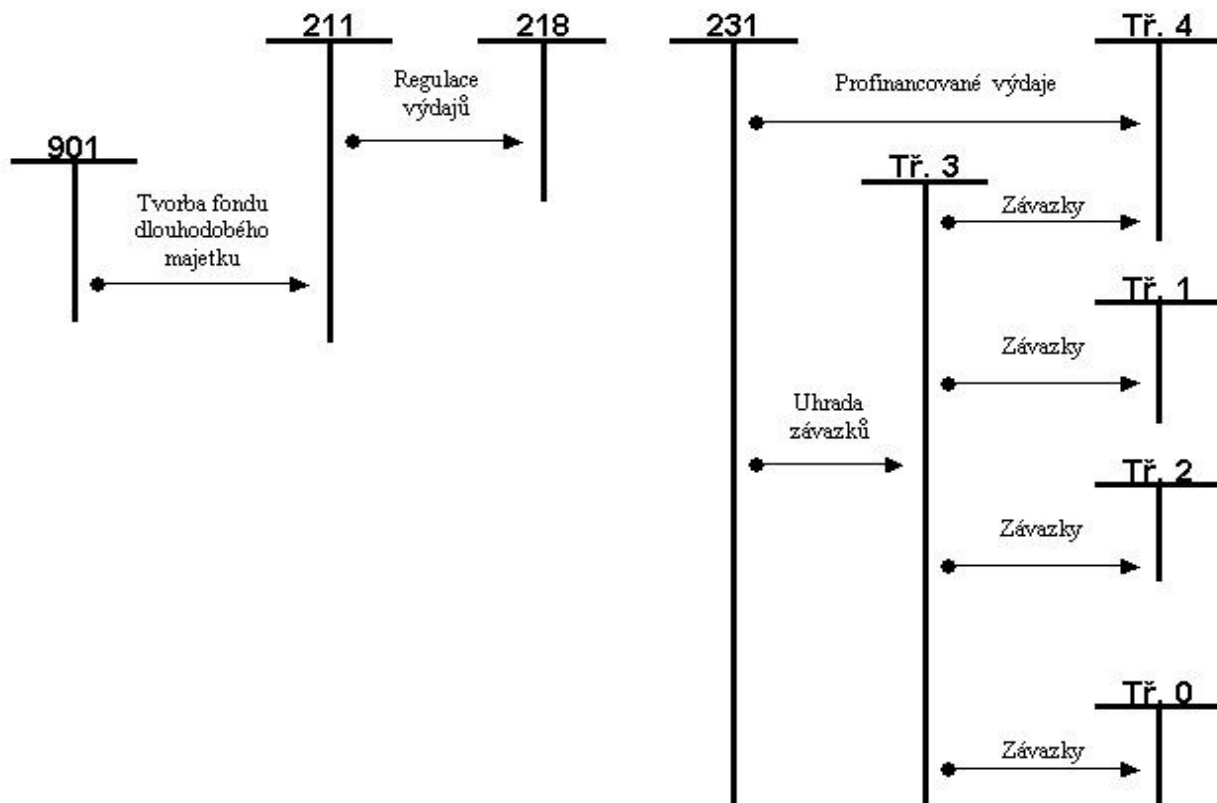 211
218
231
Tř. 4
Regulace
výdajů
Profinancované výdaje
901
Tř. 3
Tvorba fondu
dlouhodobého
majetku
Závazky
Tř. 1
Závazky
Uhrada
závazků
Tř. 2
Závazky
Tř. 0
Závazky